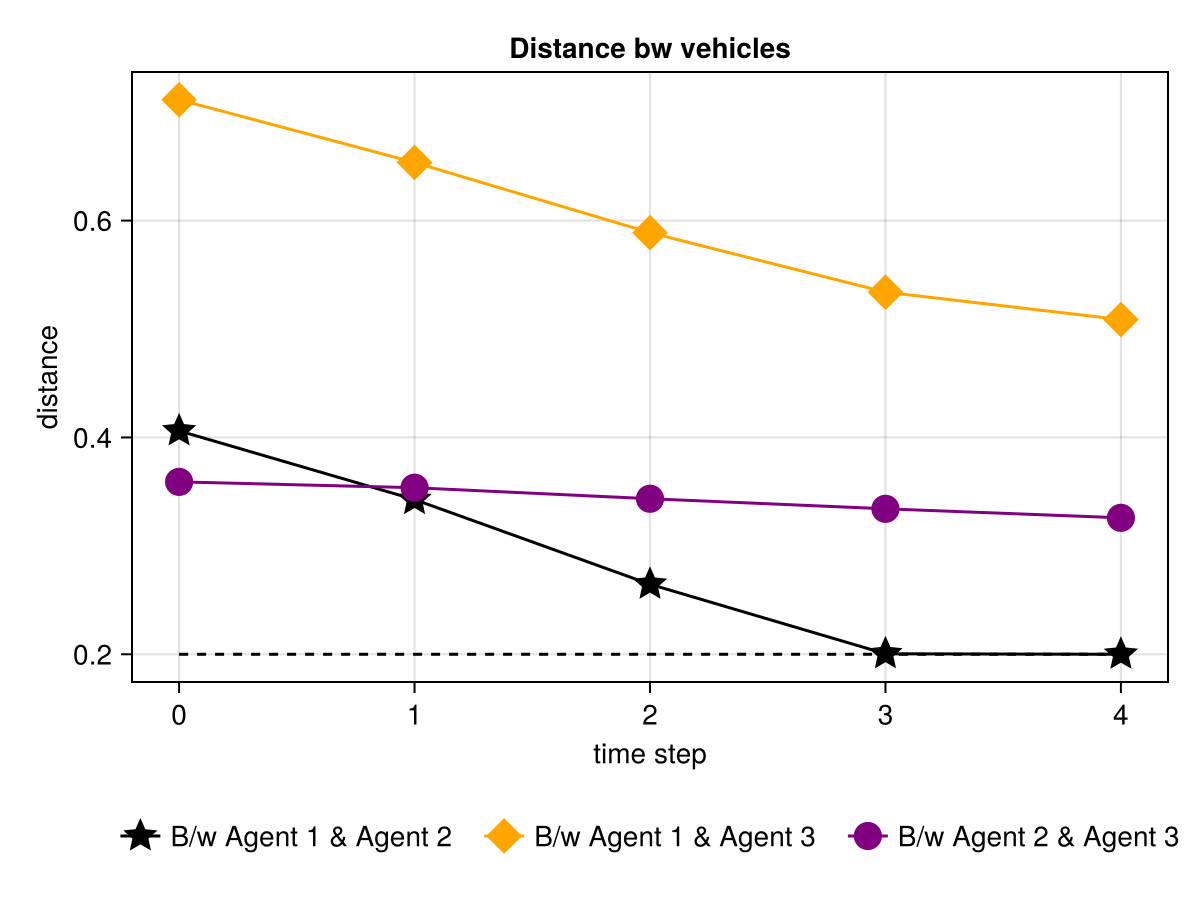 Distance bw vehicles
distance
0.6
0.4
0.2
0 1 2 3 4
time step
B/w Agent 1 & Agent 2 B/w Agent 1 & Agent 3 B/w Agent 2 & Agent 3